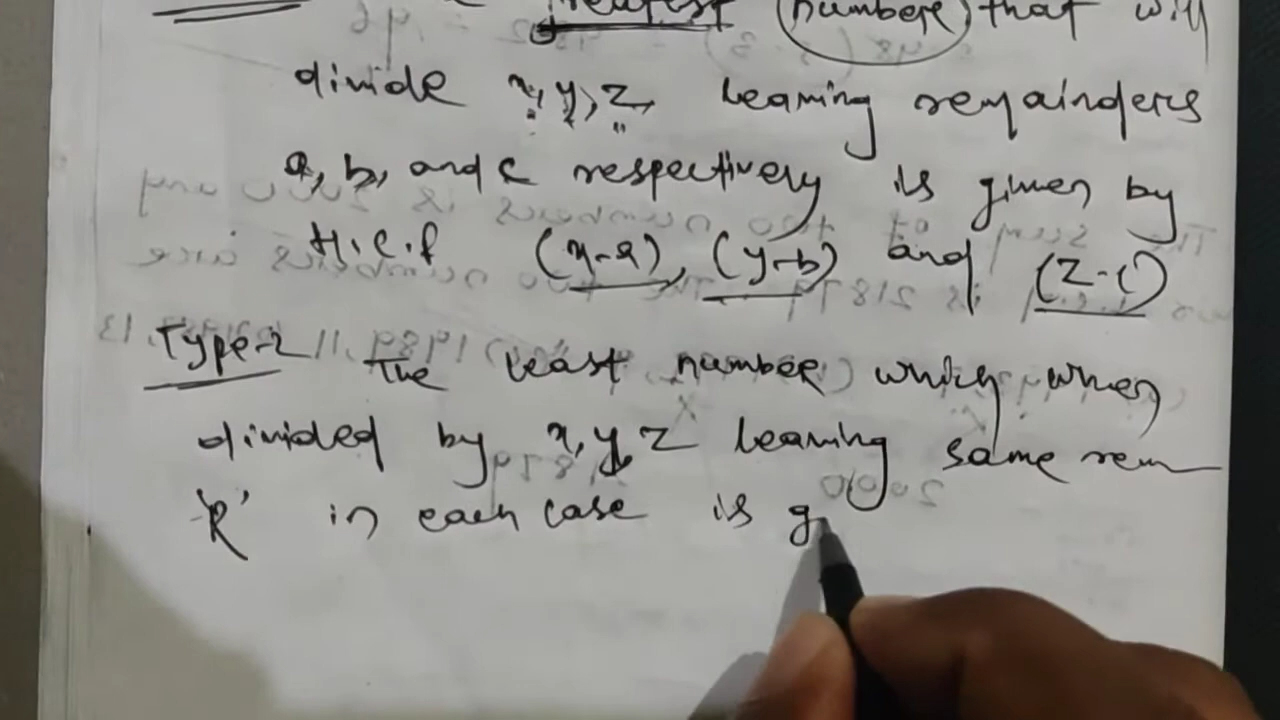 greatest number that will
divide x, y, z, leaving remainders
a, b, and c respectively is given by
H.C.F (x-a), (y-b) and (z-c)
Type-2 The least number which when
divided by x, y, z leaving same rem
'R' in each case is g